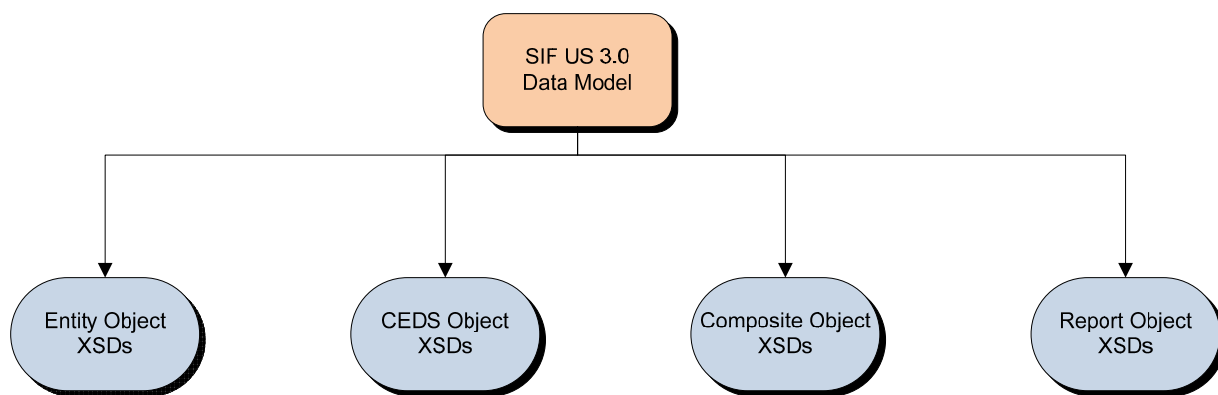 SIF US 3.0
Data Model
Entity Object
XSDs
CEDS Object
XSDs
Composite Object
XSDs
Report Object
XSDs